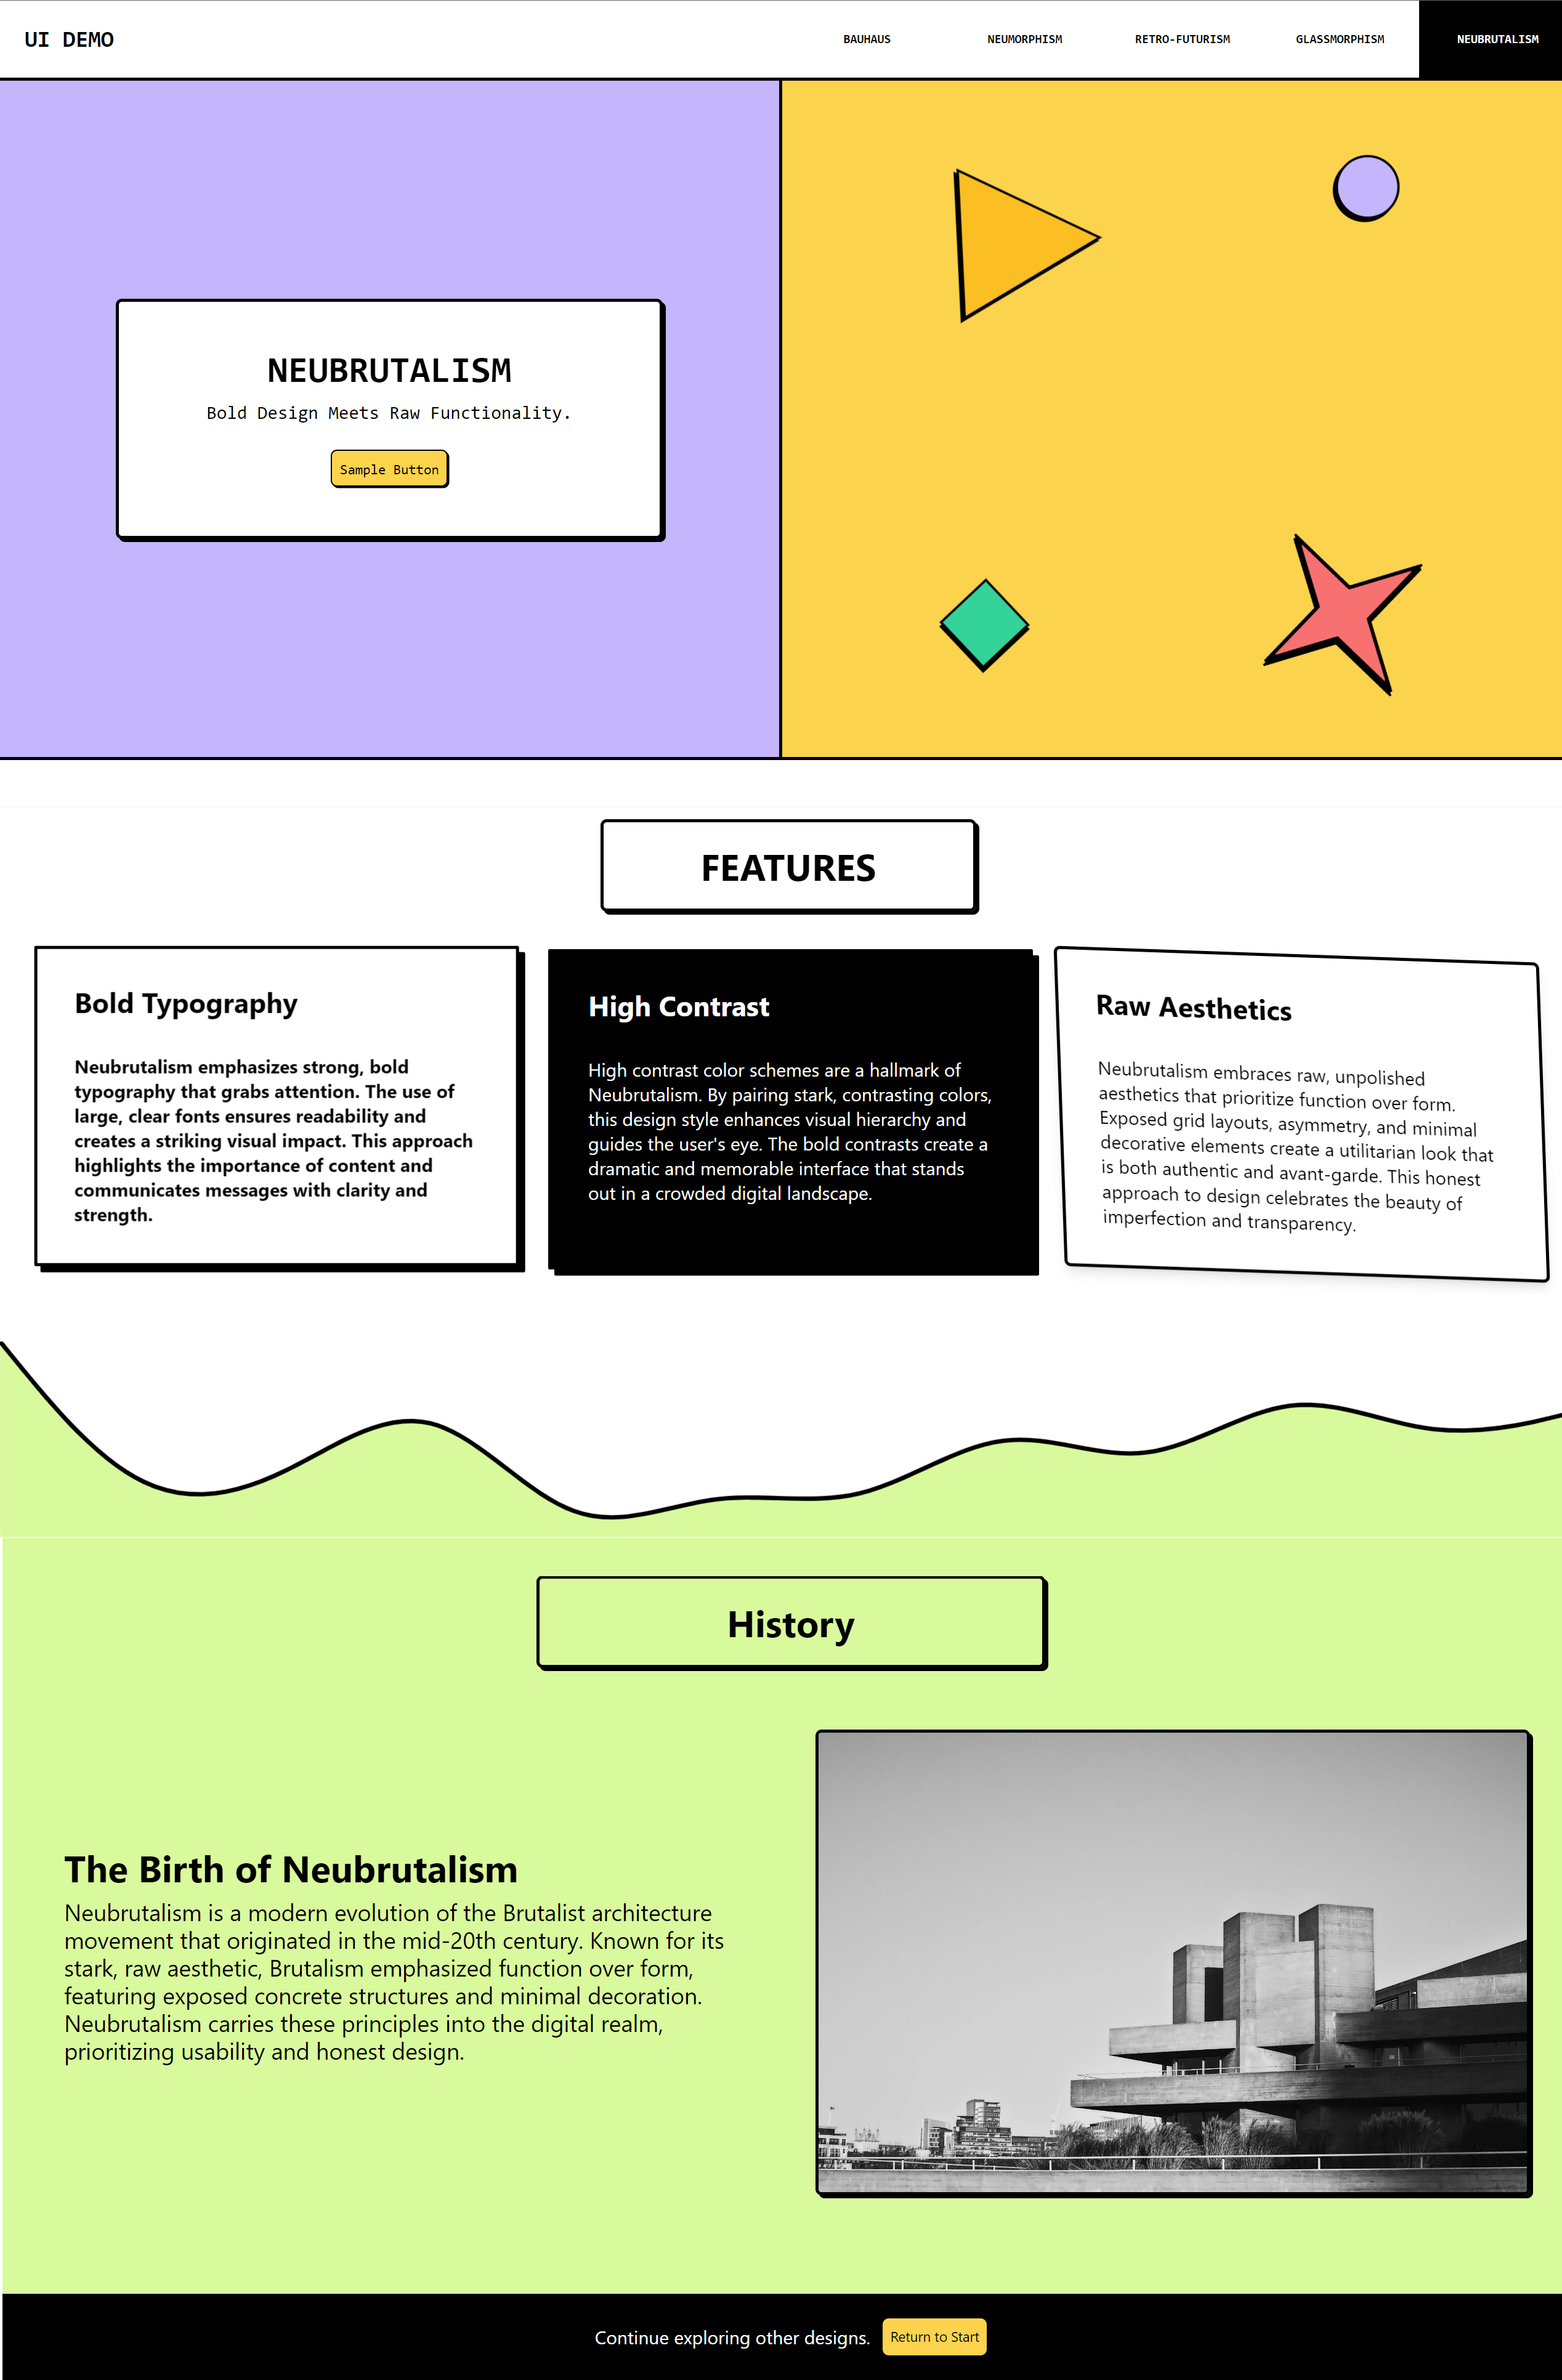 UI DEMO
BAUHAUS
NEUMORPHISM
RETRO-FUTURISM
GLASSMORPHISM
NEUBRUTALISM
NEUBRUTALISM
Bold Design Meets Raw Functionality.
Sample Button
FEATURES
Bold Typography
Neubrutalism emphasizes strong, bold
typography that grabs attention. The use of
large, clear fonts ensures readability and
creates a striking visual impact. This approach
highlights the importance of content and
communicates messages with clarity and
strength.
High Contrast
High contrast color schemes are a hallmark of
Neubrutalism. By pairing stark, contrasting colors,
this design style enhances visual hierarchy and
guides the user's eye. The bold contrasts create a
dramatic and memorable interface that stands
out in a crowded digital landscape.
Raw Aesthetics
Neubrutalism embraces raw, unpolished
aesthetics that prioritize function over form.
Exposed grid layouts, asymmetry, and minimal
decorative elements create a utilitarian look that
is both authentic and avant-garde. This honest
approach to design celebrates the beauty of
imperfection and transparency.
History
The Birth of Neubrutalism
Neubrutalism is a modern evolution of the Brutalist architecture
movement that originated in the mid-20th century. Known for its
stark, raw aesthetic, Brutalism emphasized function over form,
featuring exposed concrete structures and minimal decoration.
Neubrutalism carries these principles into the digital realm,
prioritizing usability and honest design.
Continue exploring other designs.
Return to Start